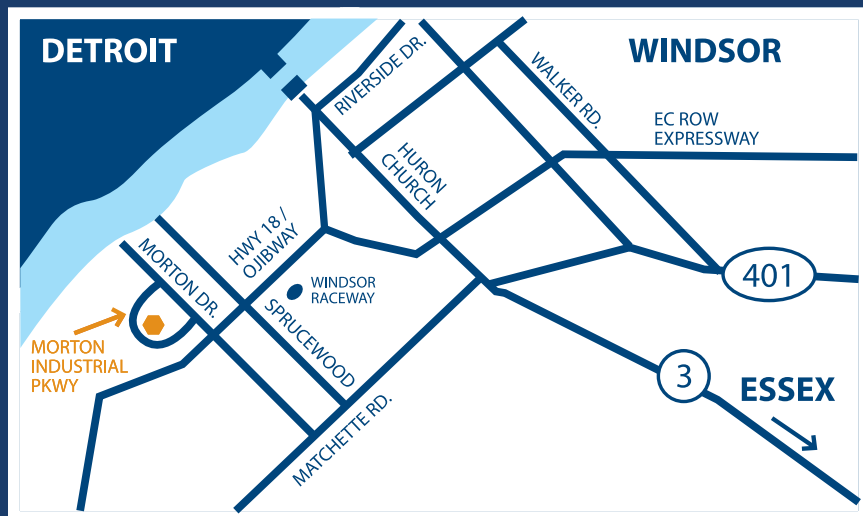 DETROIT
WINDSOR
RIVERSIDE DR.
WALKER RD.
EC ROW
EXPRESSWAY
HURON
CHURCH
HWY 18 /
OJIBWAY
MORTON DR.
WINDSOR
RACEWAY
401
SPRUCEWOOD
MORTON
INDUSTRIAL
PKWY
MATCHETTE RD.
3
ESSEX